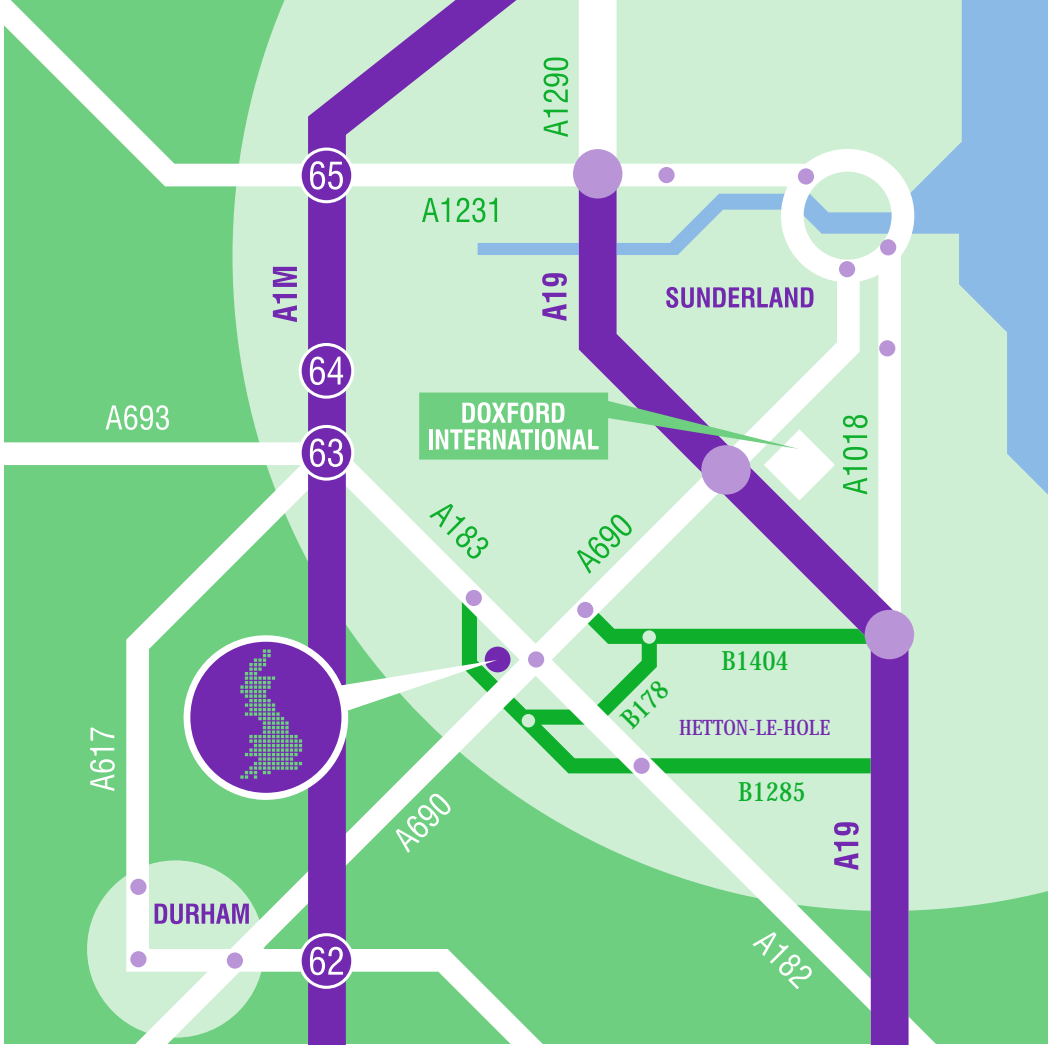 A1290
65
A1231
A1M
A19
SUNDERLAND
64
DOXFORD
INTERNATIONAL
A693
63
A1018
A183
A690
B1404
B178
HETTON-LE-HOLE
A617
B1285
A690
A19
DURHAM
62
A182